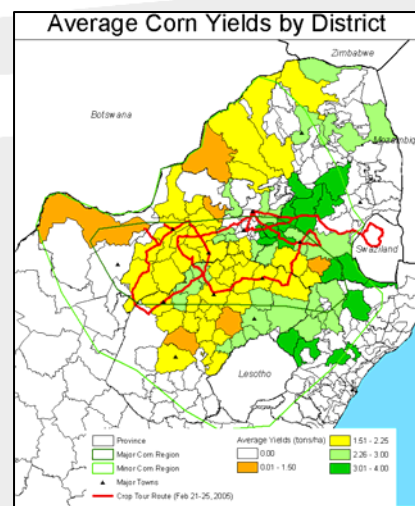 Average Corn Yields by District
Zimbabwe
Botswana
Mozambiq
Swaziland
Lesotho
Province
Major Corn Region
Minor Corn Region
Major Towns
Crop Tour Route (Feb 21-25, 2005)
Average Yields (tons/ha)
0.00
0.01 - 1.50
1.51 - 2.25
2.26 - 3.00
3.01 - 4.00